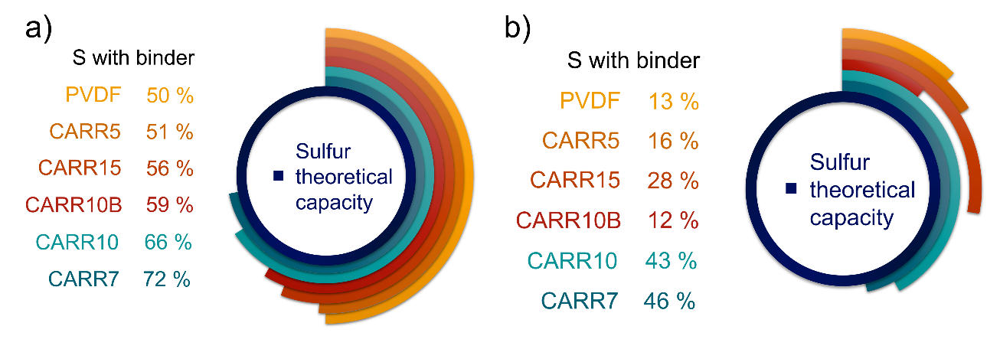 a)
S with binder
PVDF 50 %
CARR5 51 %
CARR15 56 %
CARR10B 59 %
CARR10 66 %
CARR7 72 %
Sulfur
theoretical
capacity
b)
S with binder
PVDF 13 %
CARR5 16 %
CARR15 28 %
CARR10B 12 %
CARR10 43 %
CARR7 46 %
Sulfur
theoretical
capacity